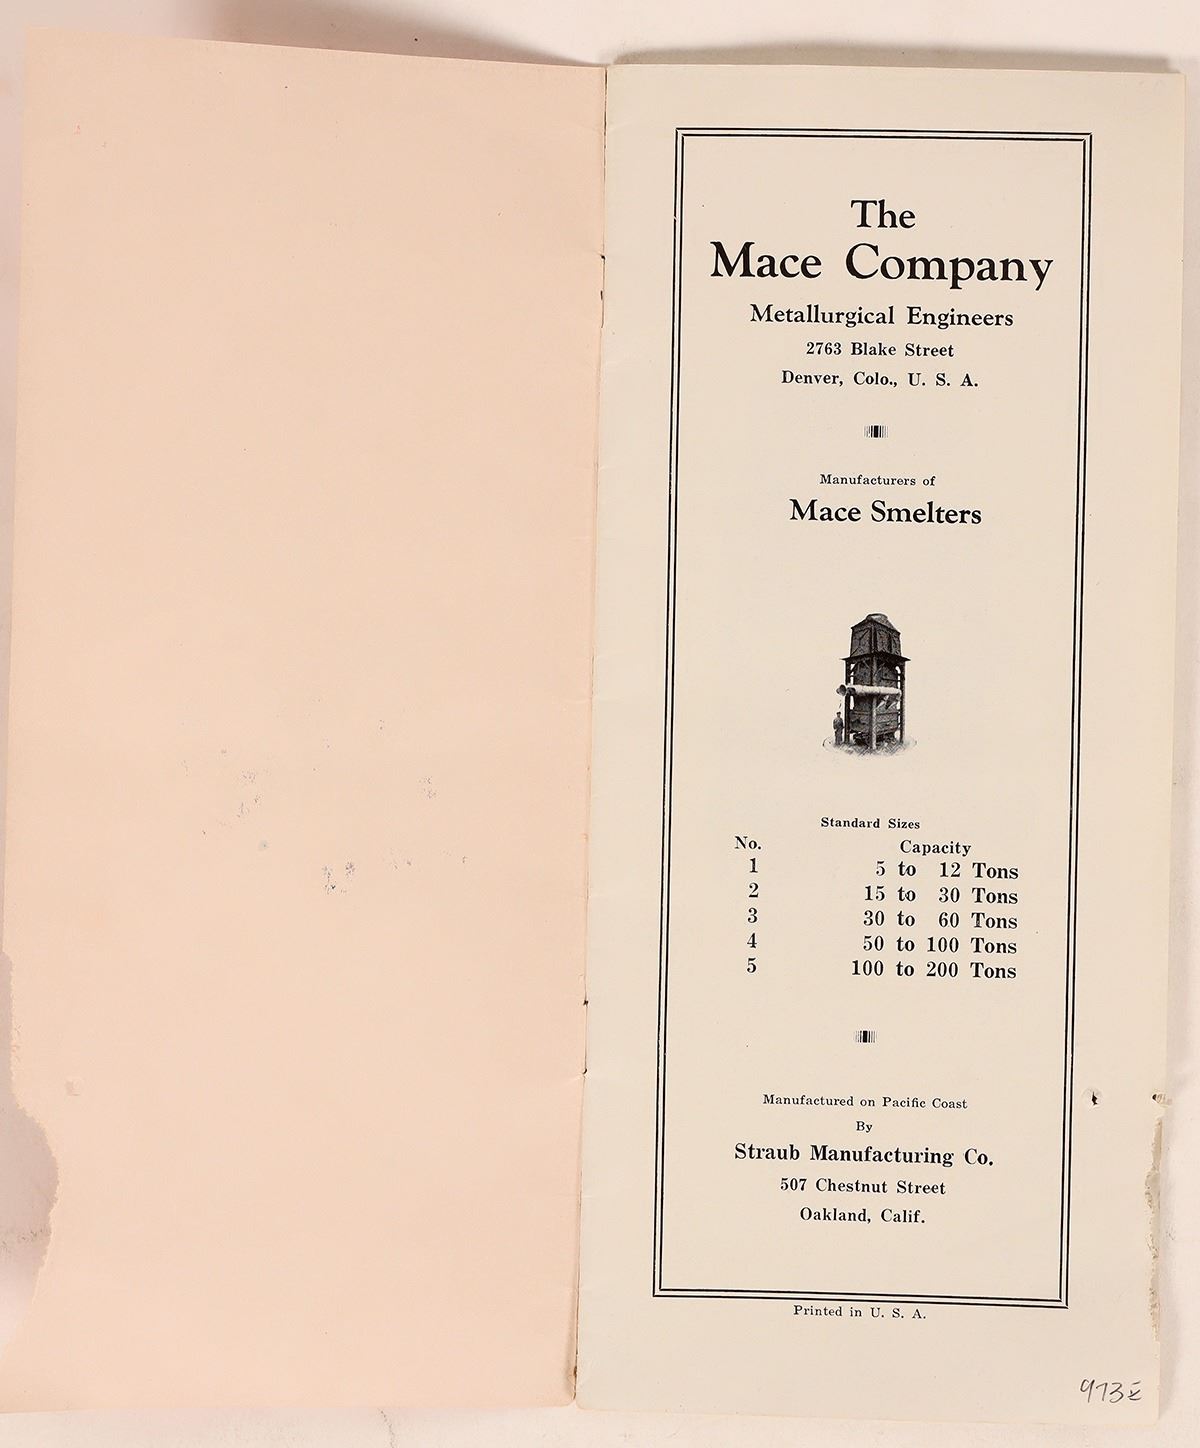 The
Mace Company
Metallurgical Engineers
2763 Blake Street
Denver, Colo., U. S. A.
Manufacturers of
Mace Smelters
Standard Sizes
No. Capacity
1 5 to 12 Tons
2 15 to 30 Tons
3 30 to 60 Tons
4 50 to 100 Tons
5 100 to 200 Tons
Manufactured on Pacific Coast
By
Straub Manufacturing Co.
507 Chestnut Street
Oakland, Calif.
Printed in U. S. A.